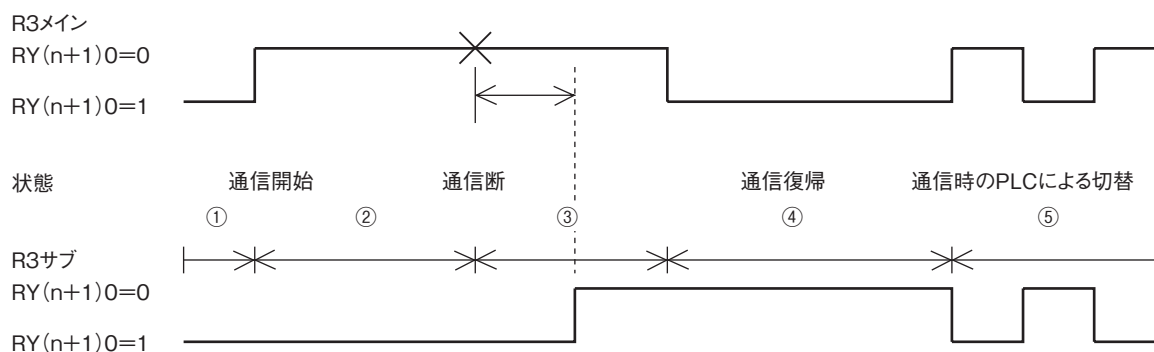 R3メイン
RY(n+1)0=0
RY(n+1)0=1
状態 通信開始 通信断 通信復帰 通信時のPLCによる切替
① ② ③ ④ ⑤
R3サブ
RY(n+1)0=0
RY(n+1)0=1